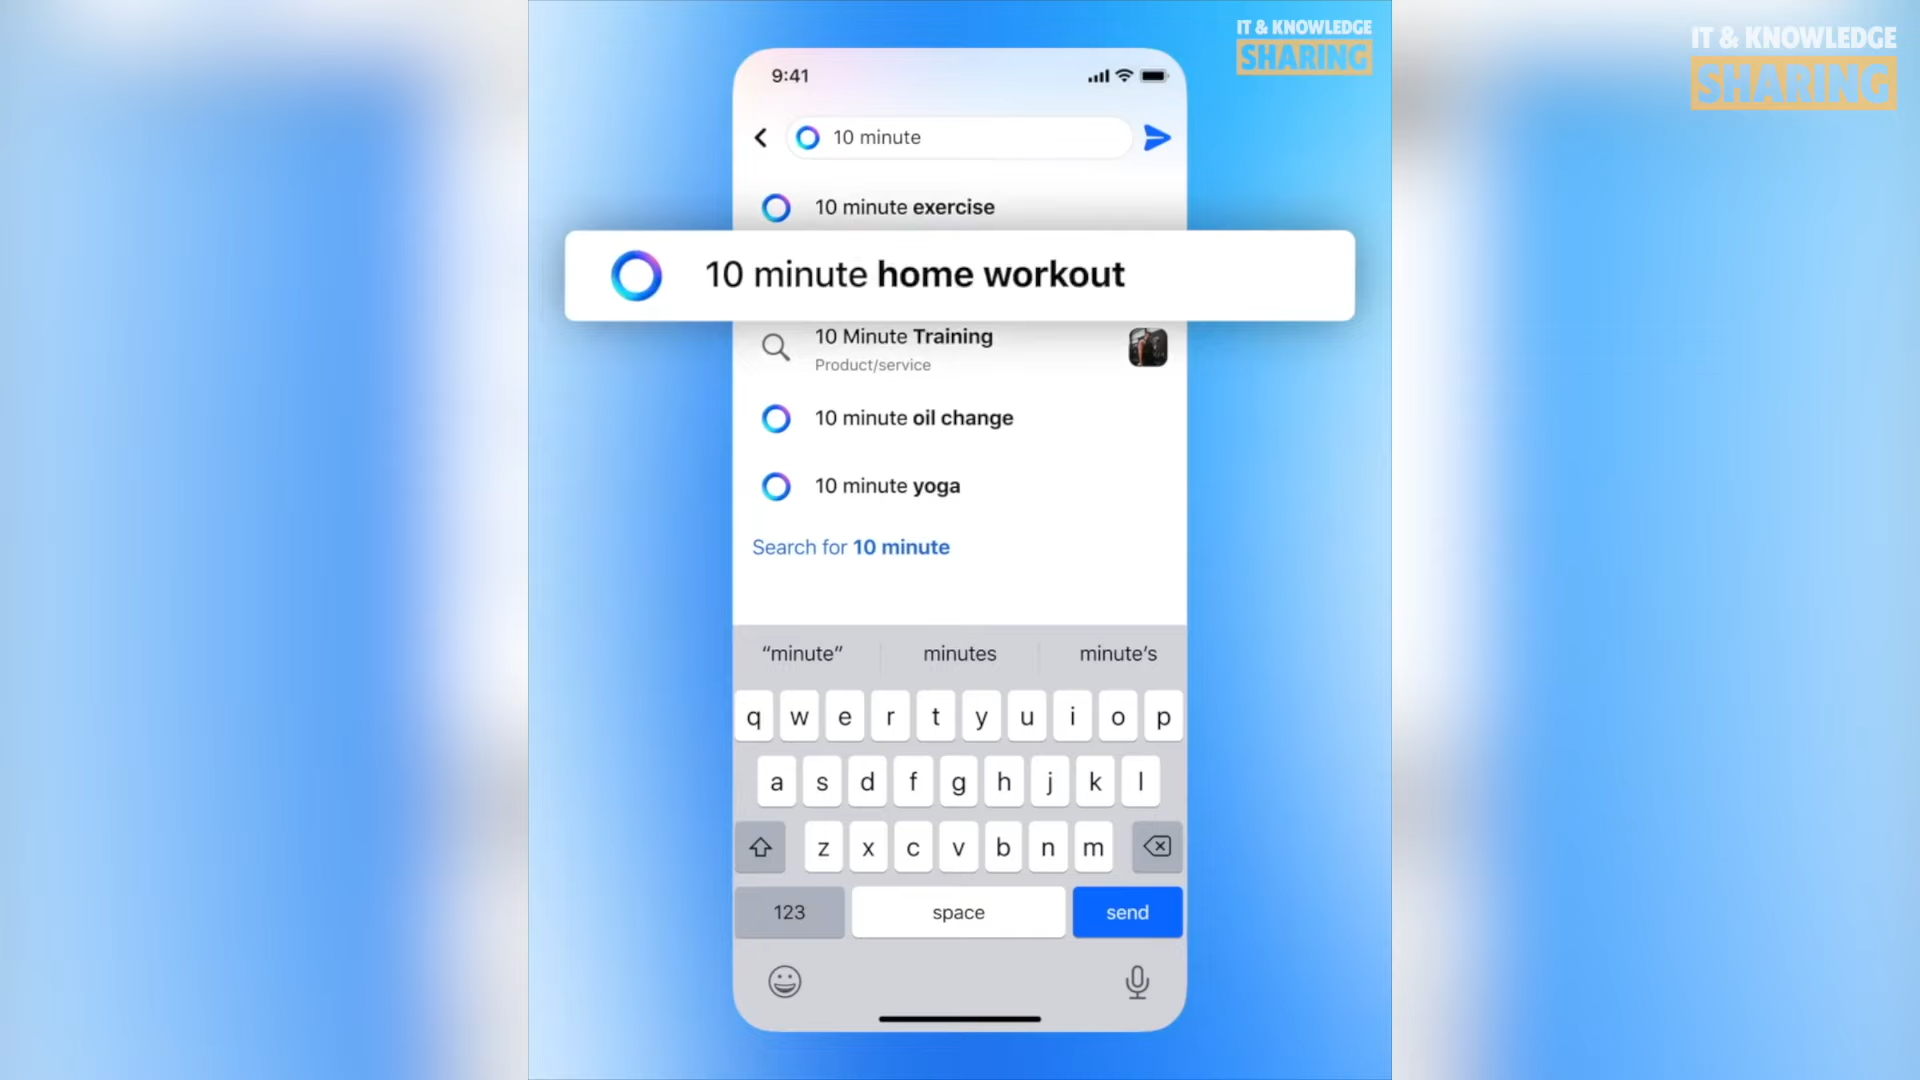 IT & KNOWLEDGE
SHARING
IT & KNOWLEDGE
SHARING
9:41
10 minute
10 minute exercise
10 minute home workout
10 Minute Training
Product/service
10 minute oil change
10 minute yoga
Search for 10 minute
“minute” minutes minute’s
q w e r t y u i o p
a s d f g h j k l
z x c v b n m
123 space send